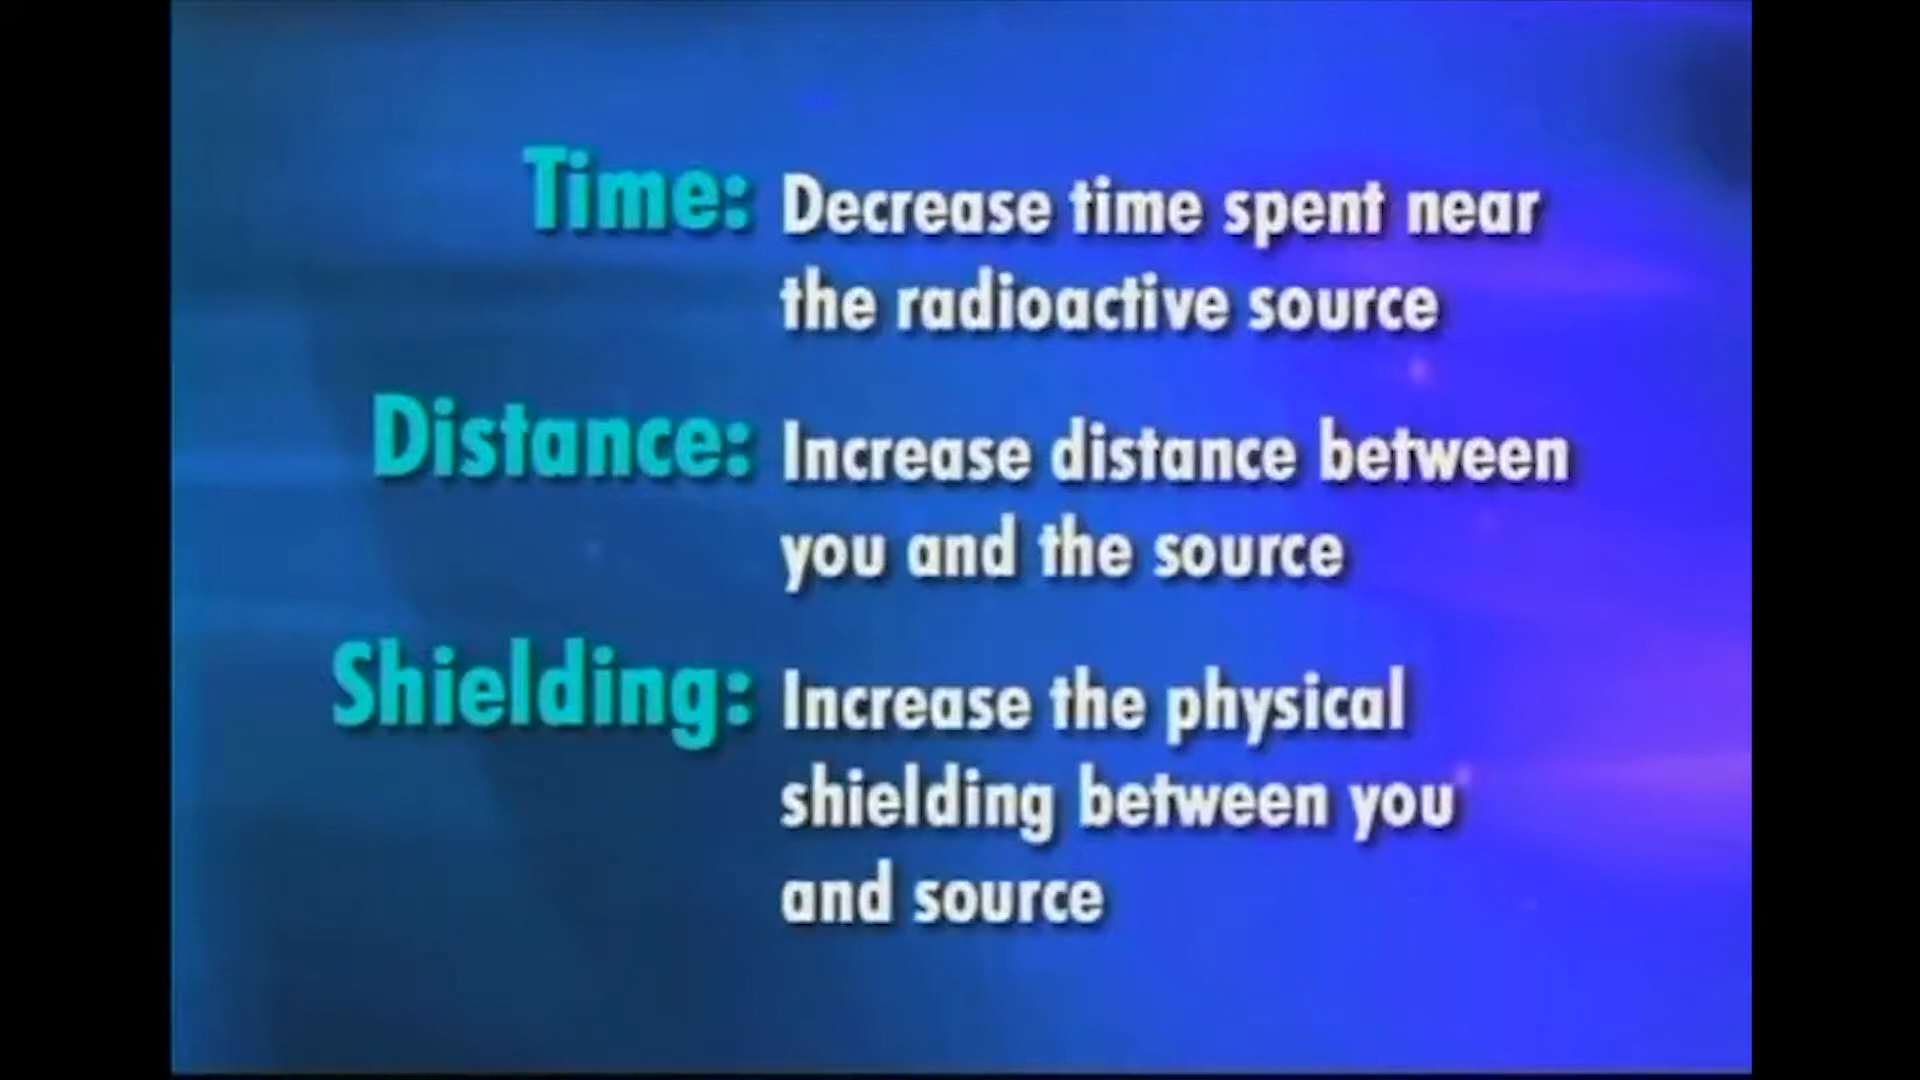 Time: Decrease time spent near
the radioactive source
Distance: Increase distance between
you and the source
Shielding: Increase the physical
shielding between you
and source